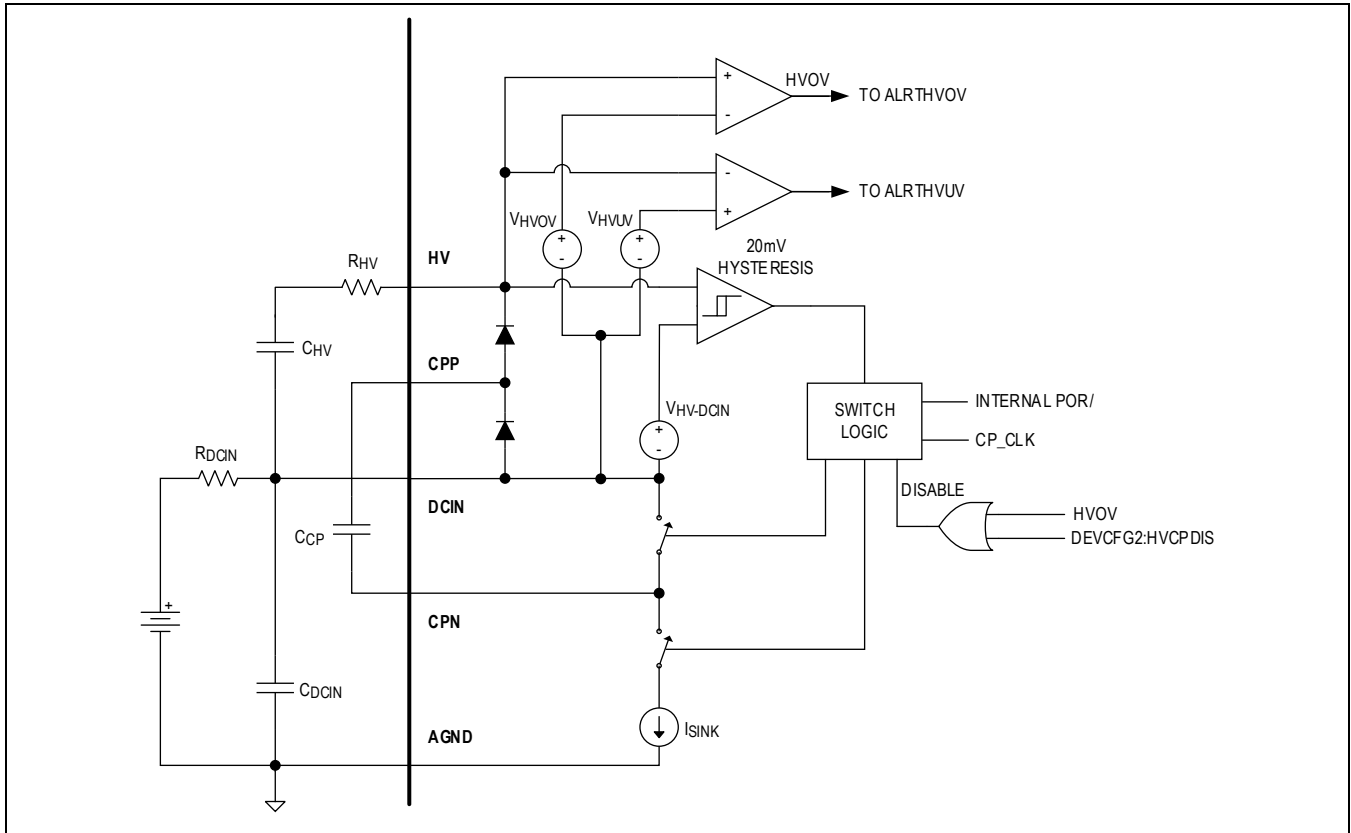 HVOV
TO ALRTHVOV
+
-
-
+
TO ALRTHUV
VHVOV
VHVUV
+
-
+
-
20mV
HYSTERESIS
HV
RHV
CHV
CPP
VHV-DCIN
+
-
SWITCH
LOGIC
INTERNAL POR/
CP_CLK
RDCIN
DCIN
DISABLE
HVOV
DEVCFG2:HVCPDIS
CCP
CPN
+
CDCIN
AGND
ISINK